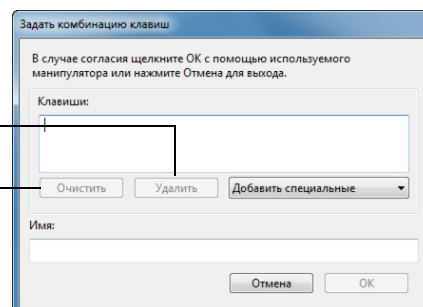 Задать комбинацию клавиш
В случае согласия щелкните ОК с помощью используемого
манипулятора или нажмите Отмена для выхода.
Клавиши:
Очистить Удалить Добавить специальные
Имя:
Отмена ОК